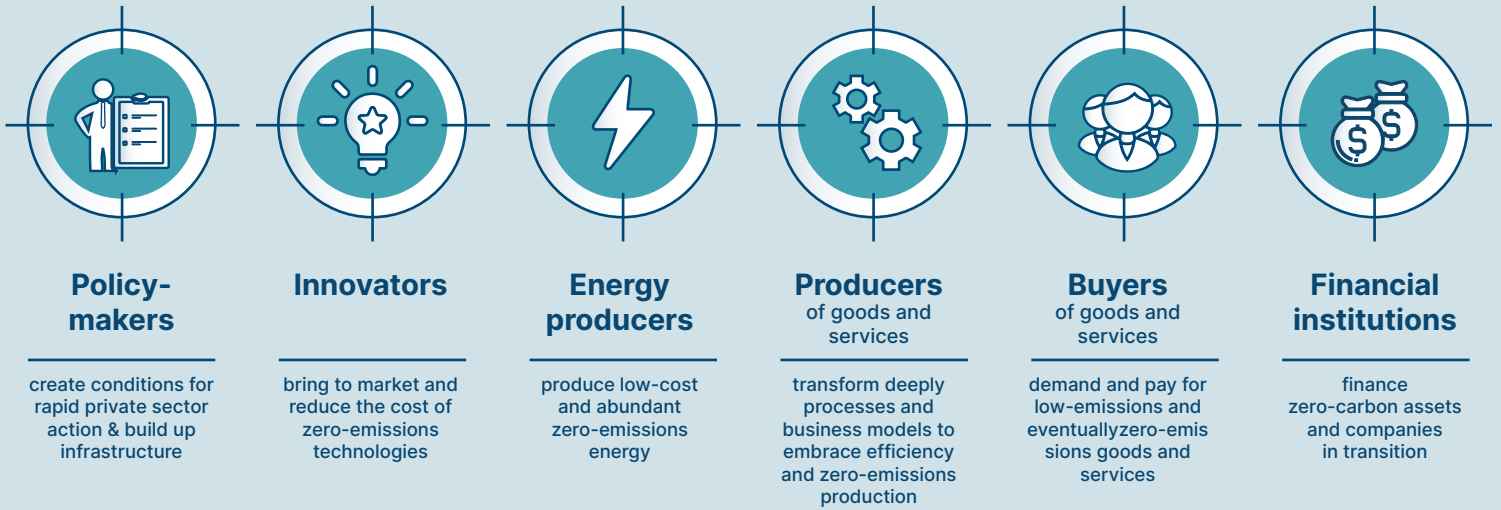 Policy-
makers
create conditions for
rapid private sector
action & build up
infrastructure
Innovators
bring to market and
reduce the cost of
zero-emissions
technologies
Energy
producers
produce low-cost
and abundant
zero-emissions
energy
Producers
of goods and
services
transform deeply
processes and
business models to
embrace efficiency
and zero-emissions
production
Buyers
of goods and
services
demand and pay for
low-emissions and
eventuallyzero-emis
sions goods and
services
$
$
Financial
institutions
finance
zero-carbon assets
and companies
in transition